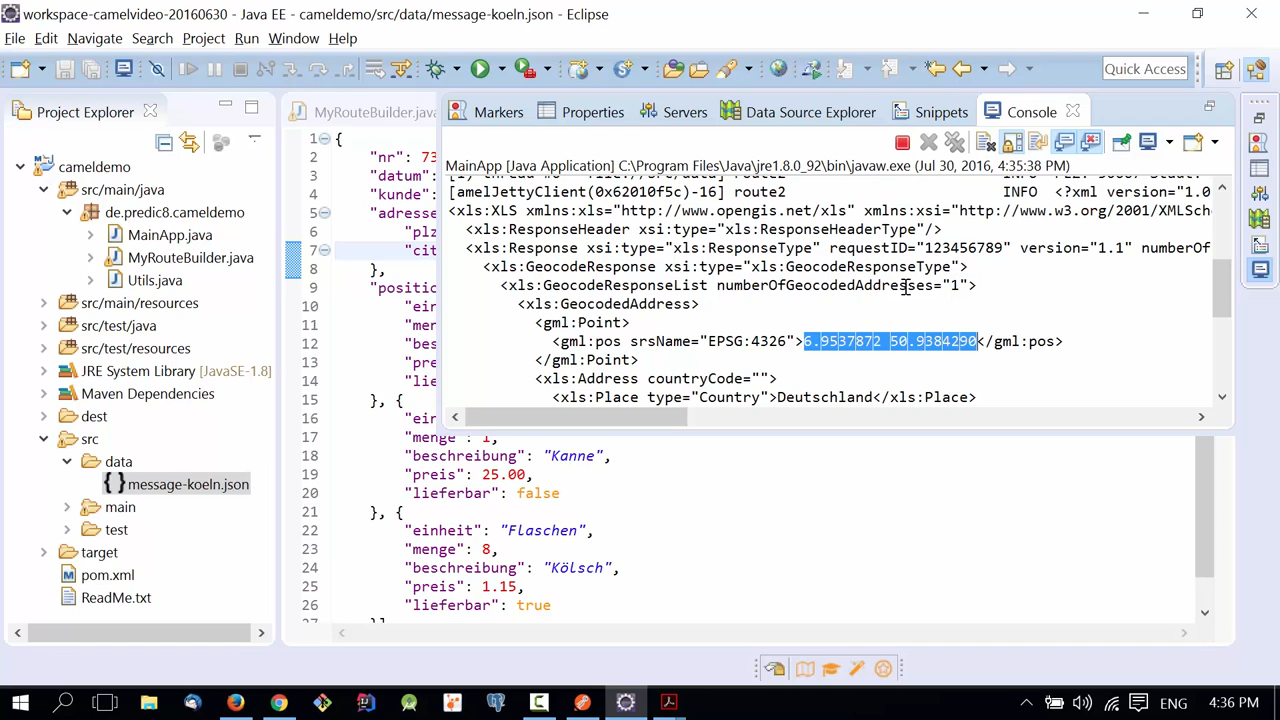 workspace-camelvideo-20160630 - Java EE - cameldemo/src/data/message-koeln.json - Eclipse
File Edit Navigate Search Project Run Window Help
Quick Access
Project Explorer
cameldemo
src/main/java
de.predic8.cameldemo
MainApp.java
MyRouteBuilder.java
Utils.java
src/main/resources
src/test/java
src/test/resources
JRE System Library [JavaSE-1.8]
Maven Dependencies
dest
src
data
message-koeln.json
main
test
target
pom.xml
ReadMe.txt
MyRouteBuilder.java
1 {
2 "nr": 73
3 "datum":
4 "kunde":
5 "adresse
6 "plz
7 "cit
8 },
9 "position
10 "ein
11 "men
12 "bes
13 "pre
14 "lie
15 }, {
16 "ein
17 "menge": 1,
18 "beschreibung": "Kanne",
19 "preis": 25.00,
20 "lieferbar": false
21 }, {
22 "einheit": "Flaschen",
23 "menge": 8,
24 "beschreibung": "Kölsch",
25 "preis": 1.15,
26 "lieferbar": true
27 }]
Markers Properties Servers Data Source Explorer Snippets Console
MainApp [Java Application] C:\Program Files\Java\jre1.8.0_92\bin\javaw.exe (Jul 30, 2016, 4:35:38 PM)
[amelJettyClient(0x62010f5c)-16] route2 INFO <?xml version="1.0
<xls:XLS xmlns:xls="http://www.opengis.net/xls" xmlns:xsi="http://www.w3.org/2001/XMLSche
<xls:ResponseHeader xsi:type="xls:ResponseHeaderType"/>
<xls:Response xsi:type="xls:ResponseType" requestID="123456789" version="1.1" numberOf
<xls:GeocodeResponse xsi:type="xls:GeocodeResponseType">
<xls:GeocodeResponseList numberOfGeocodedAddresses="1">
<xls:GeocodedAddress>
<gml:Point>
<gml:pos srsName="EPSG:4326">6.9537872 50.9384290</gml:pos>
</gml:Point>
<xls:Address countryCode="">
<xls:Place type="Country">Deutschland</xls:Place>
ENG 4:36 PM